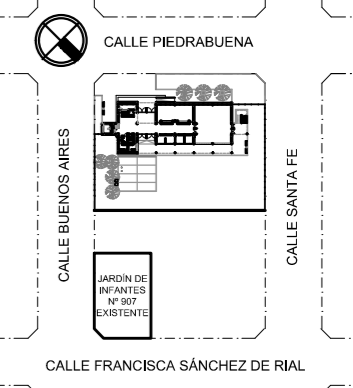 CALLE PIEDRABUENA
CALLE BUENOS AIRES
CALLE SANTA FE
JARDÍN DE
INFANTES
Nº 907
EXISTENTE
CALLE FRANCISCA SÁNCHEZ DE RIAL